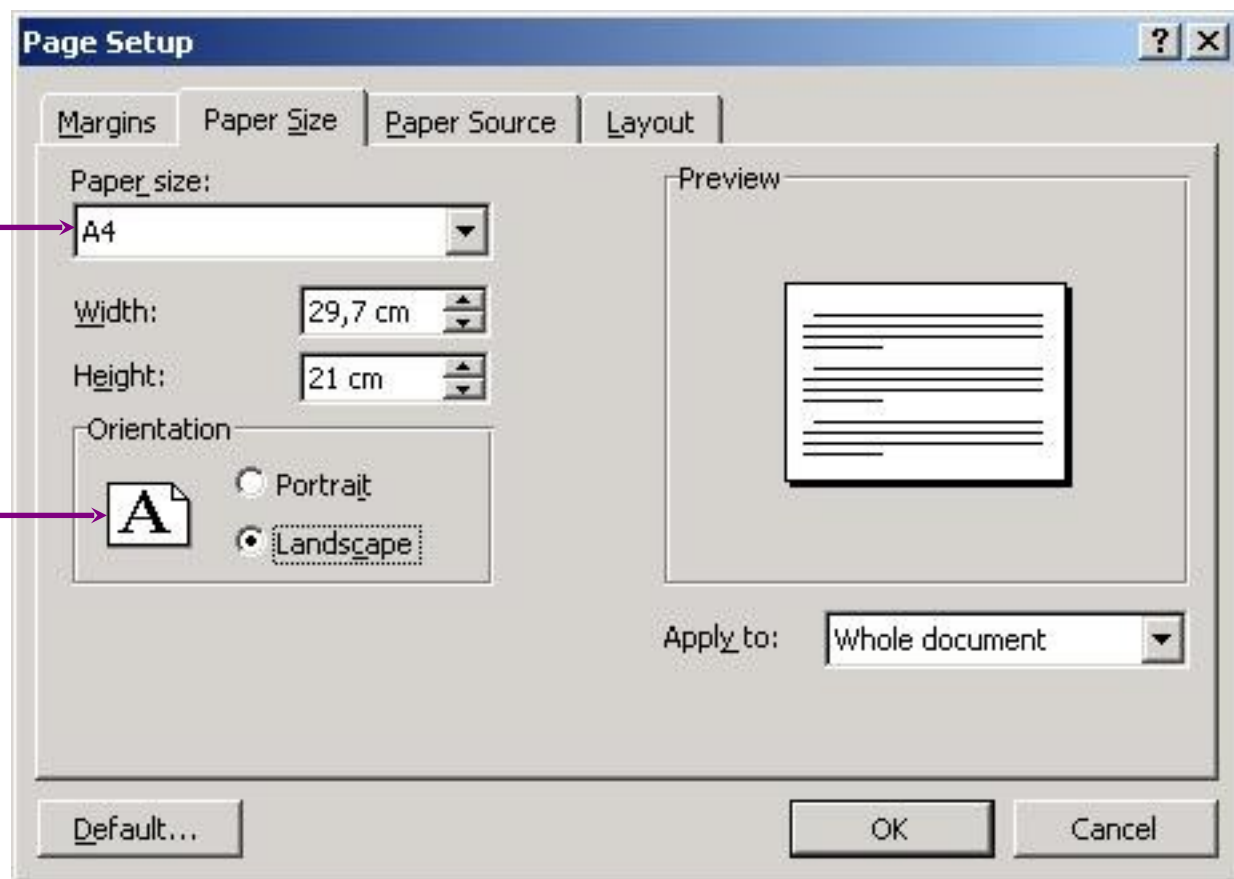 Page Setup
Margins
Paper Size
Paper Source
Layout
Paper size:
A4
Width:
29,7 cm
Height:
21 cm
Orientation
A
Portrait
Landscape
Preview
Apply to:
Whole document
Default...
OK
Cancel